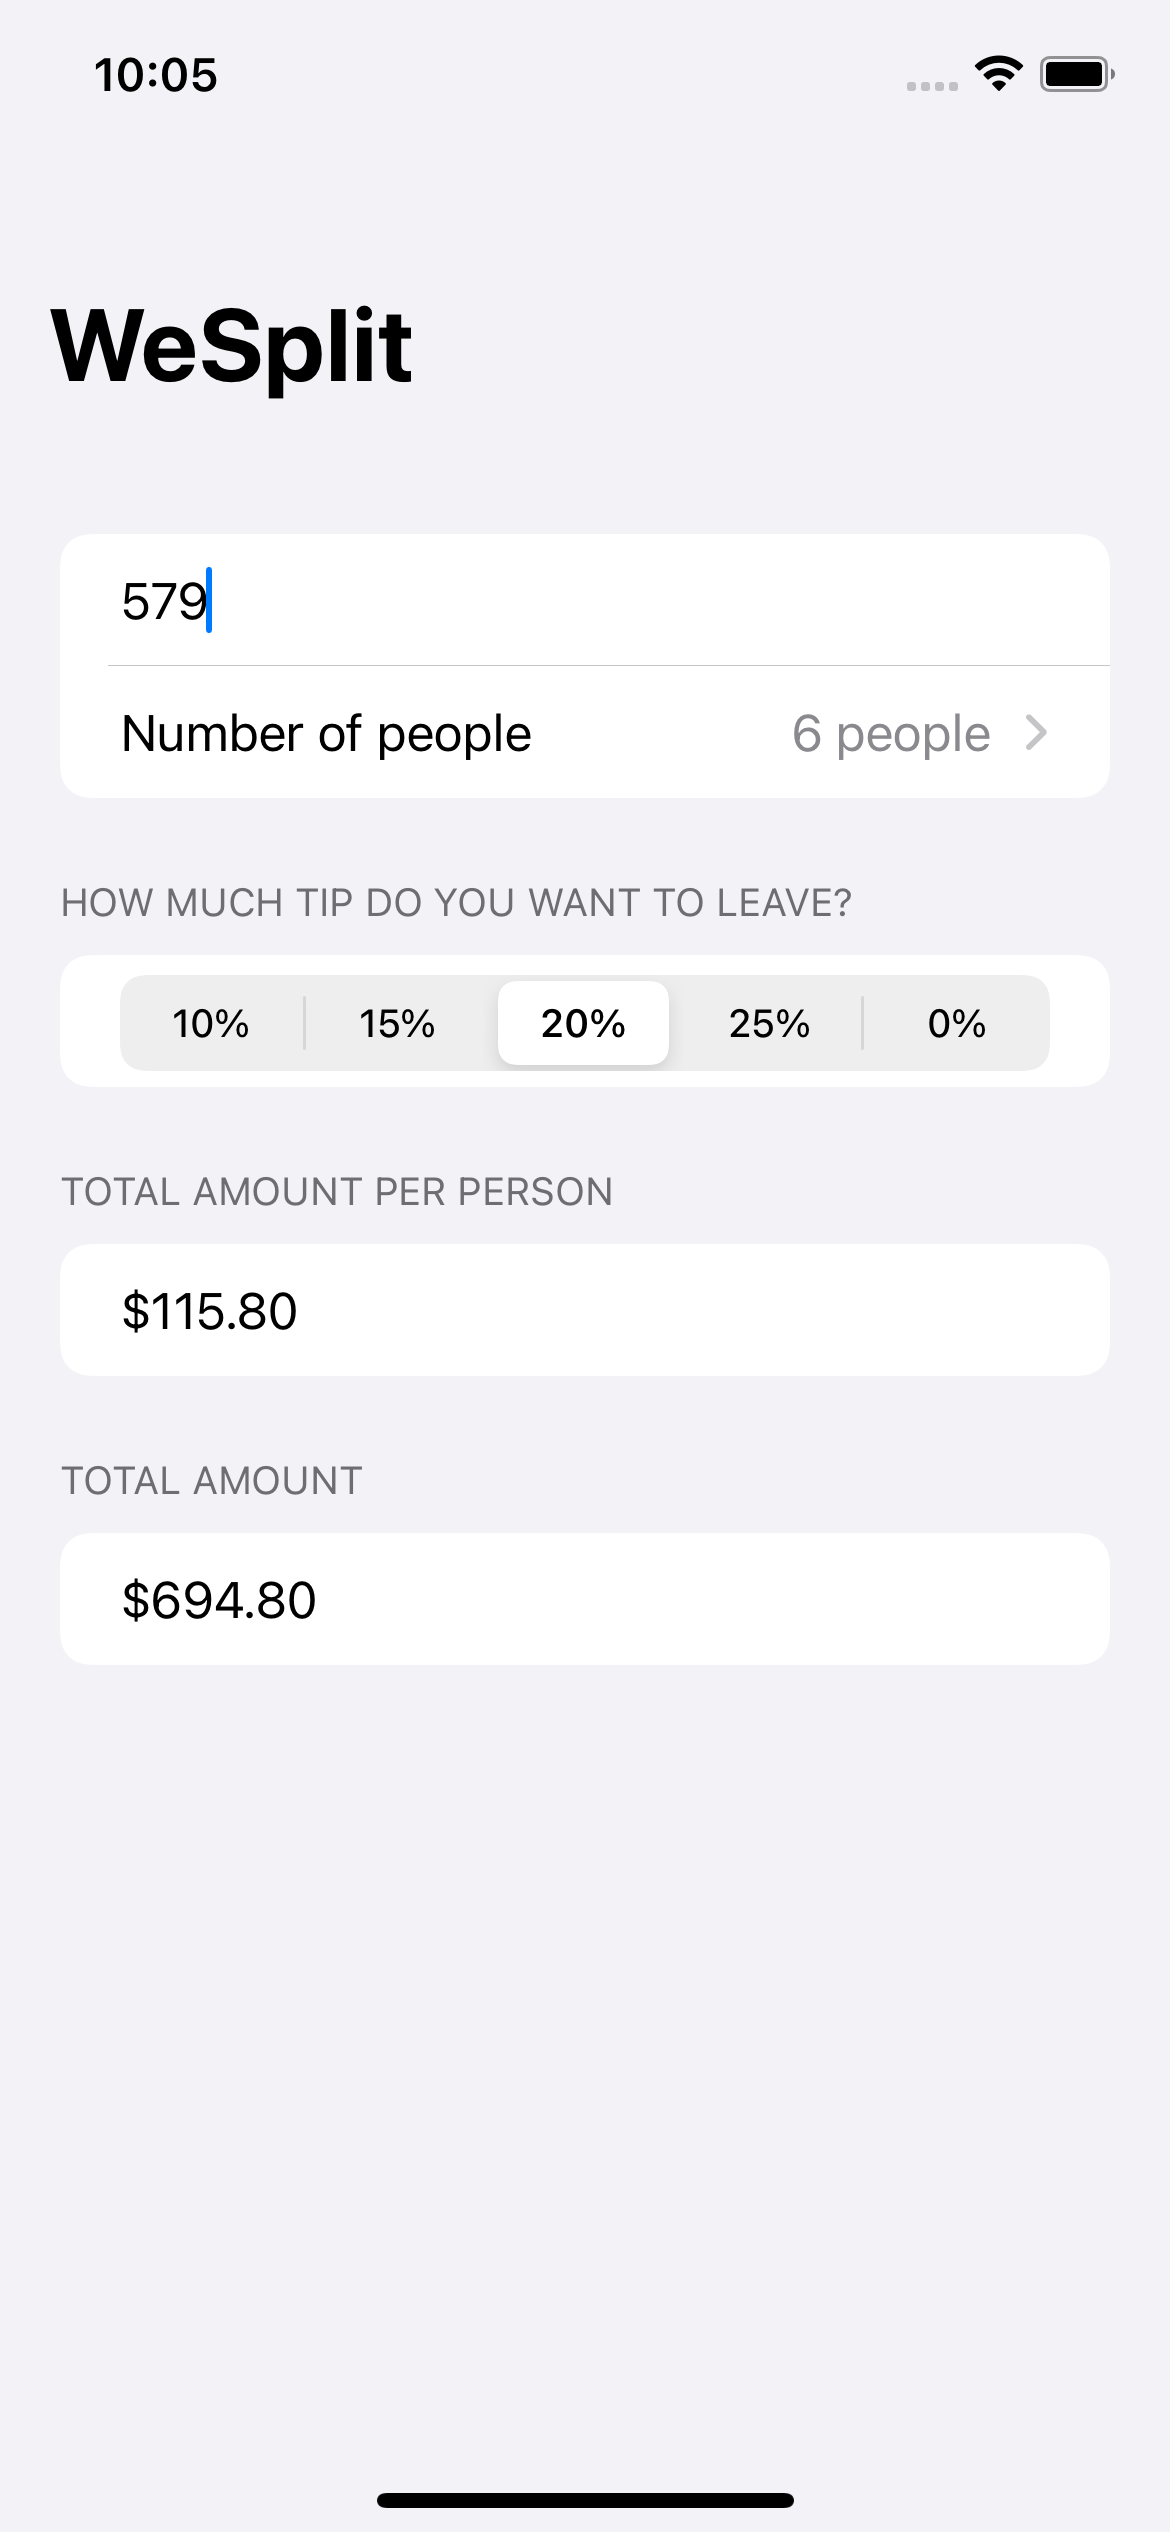 10:05
WeSplit
579
Number of people 6 people
HOW MUCH TIP DO YOU WANT TO LEAVE?
10% 15% 20% 25% 0%
TOTAL AMOUNT PER PERSON
$115.80
TOTAL AMOUNT
$694.80